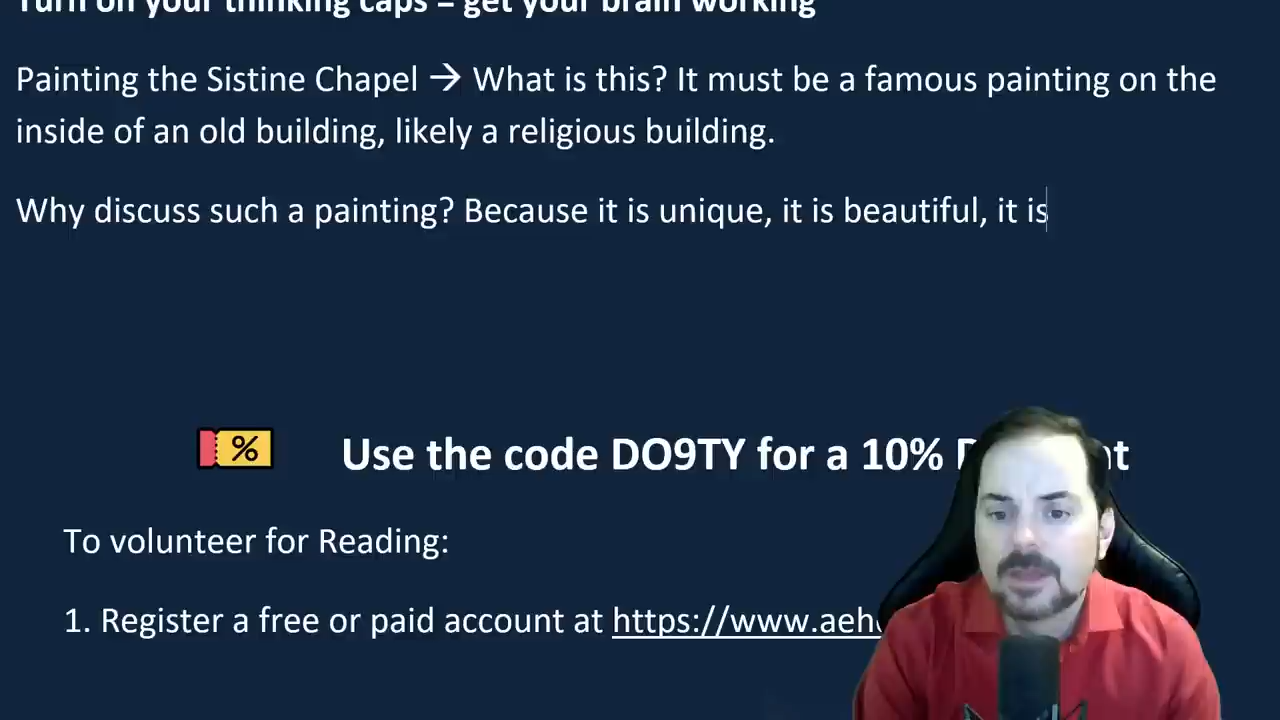 Turn on your thinking caps = get your brain working
Painting the Sistine Chapel → What is this? It must be a famous painting on the
inside of an old building, likely a religious building.
Why discuss such a painting? Because it is unique, it is beautiful, it is
% Use the code DO9TY for a 10%
To volunteer for Reading:
1. Register a free or paid account at https://www.aeh